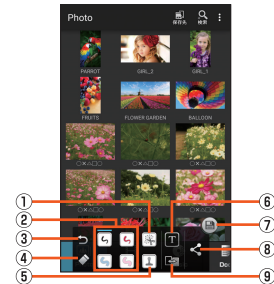 Photo
保存先 検索
PARROT GIRL_2 GIRL_1
FRUITS FLOWER GARDEN BALLOON
○×△□○ ○×△□○ ○×△□○
① ② ③ ④ ⑤
T
Doc
⑥ ⑦ ⑧ ⑨